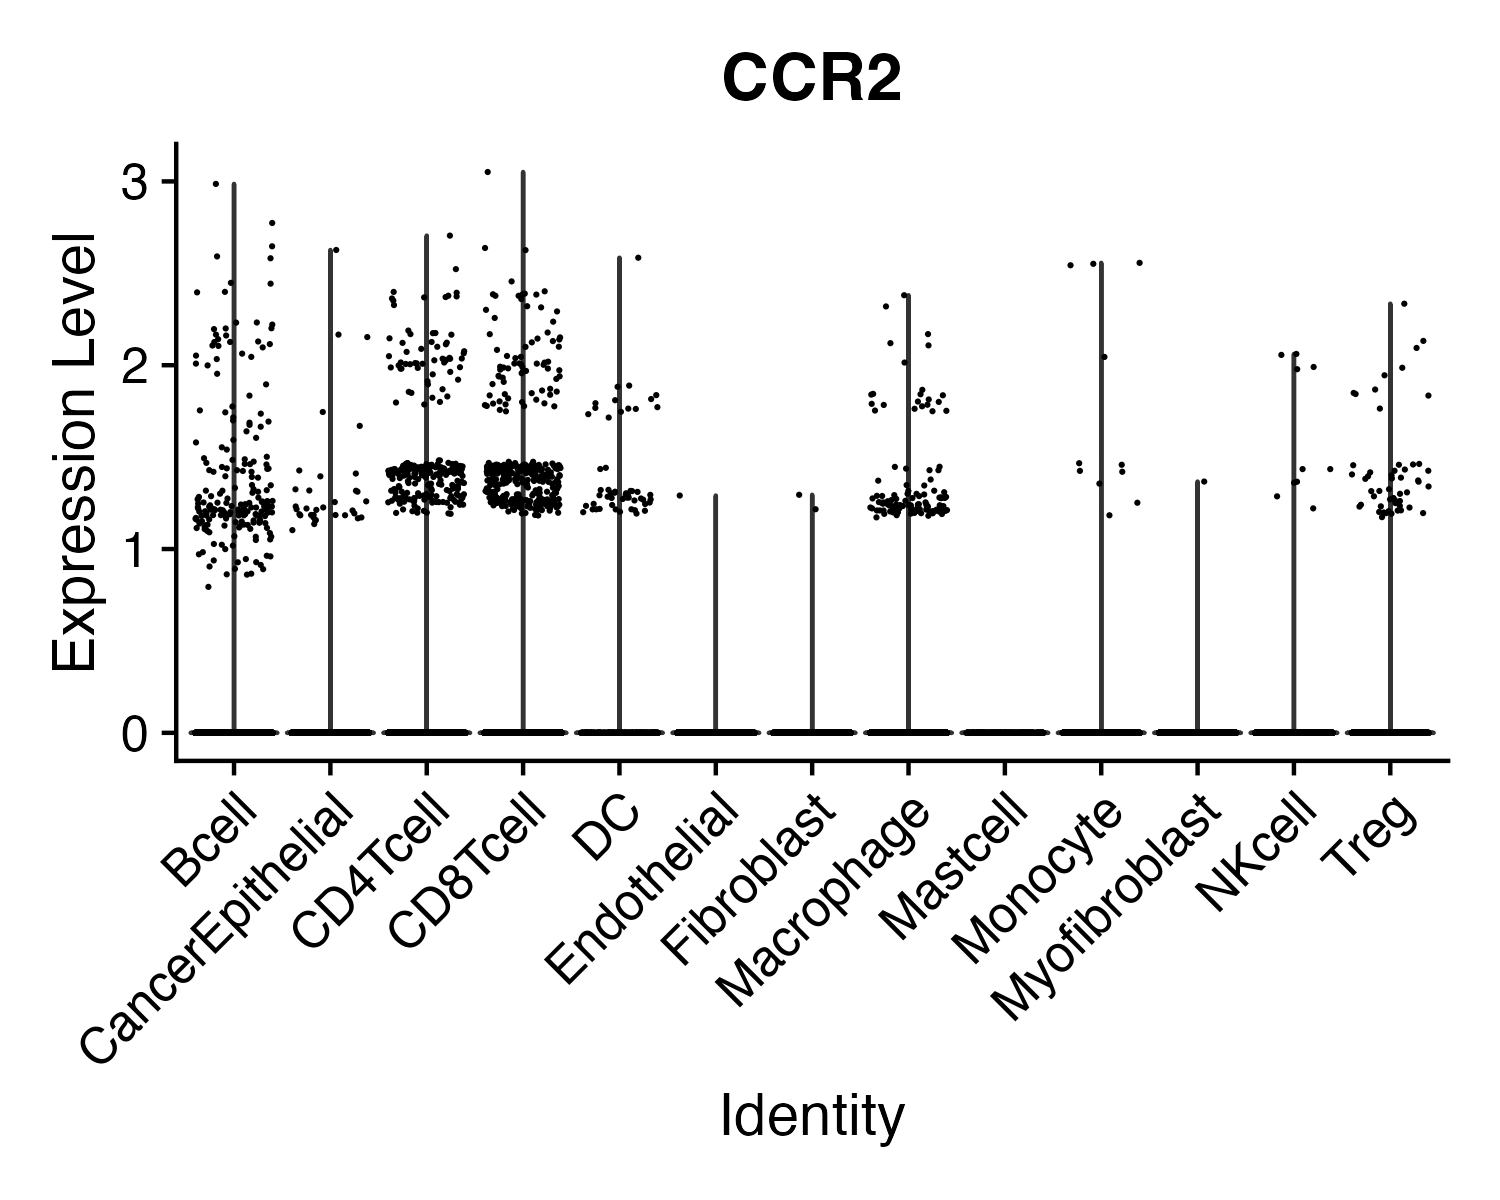 CCR2
Expression Level
3
2
1
0
Bcell
CancerEpithelial
CD4Tcell
CD8Tcell
DC
Endothelial
Fibroblast
Macrophage
Mastcell
Monocyte
Myofibroblast
NKcell
Treg
Identity